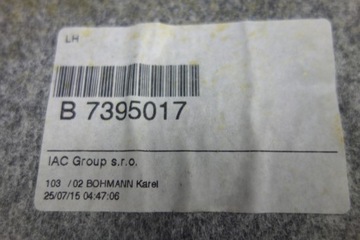 LH
B 7395017
IAC Group s.r.o.
103 / 02 BOHMANN Karel
25/07/15 04:47:06